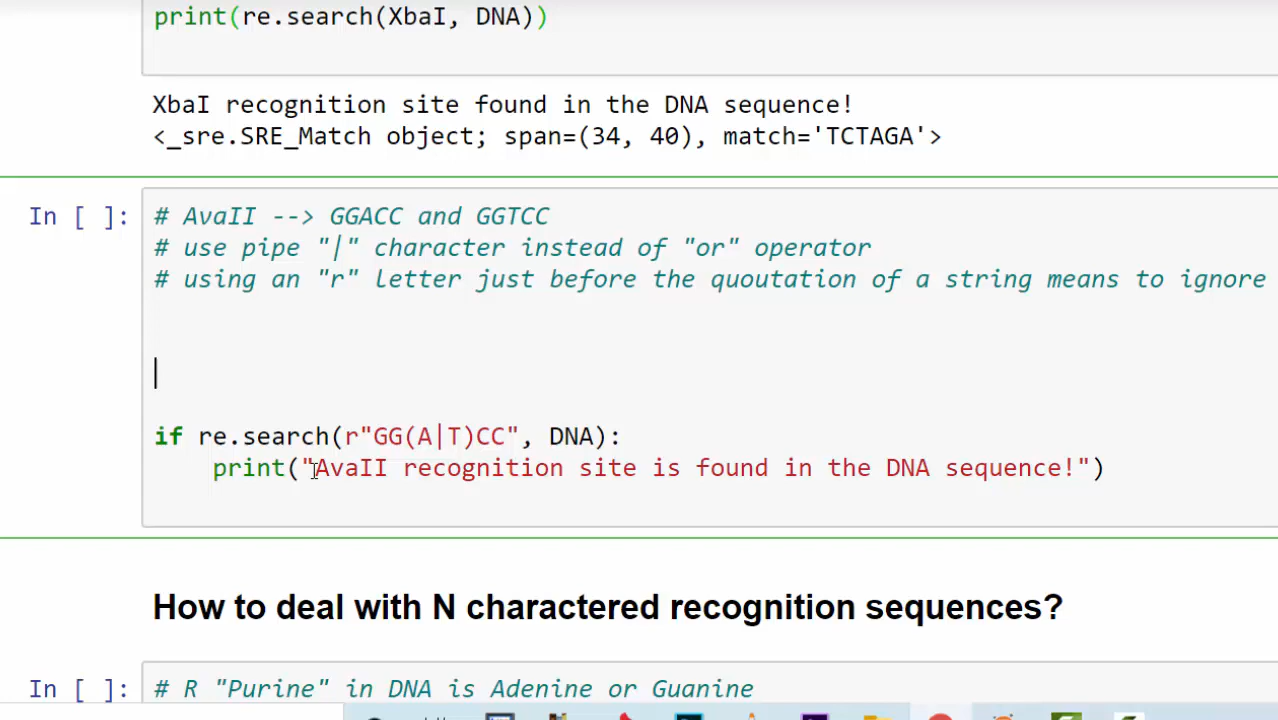 print(re.search(XbaI, DNA))
XbaI recognition site found in the DNA sequence!
<_sre.SRE_Match object; span=(34, 40), match='TCTAGA'>
In [ ]:
# AvaII --> GGACC and GGTCC
# use pipe "|" character instead of "or" operator
# using an "r" letter just before the quoutation of a string means to ignore
if re.search(r"GG(A|T)CC", DNA):
print("AvaII recognition site is found in the DNA sequence!")
How to deal with N charactered recognition sequences?
In [ ]:
# R "Purine" in DNA is Adenine or Guanine